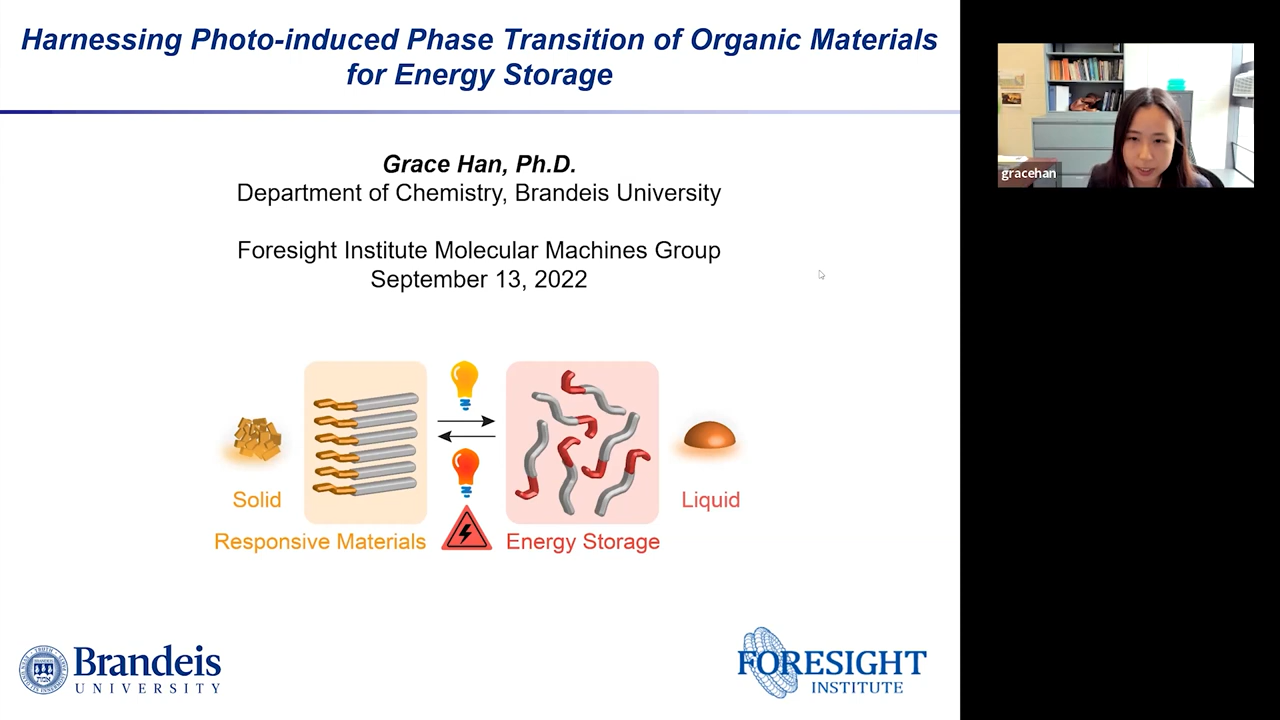 Harnessing Photo-induced Phase Transition of Organic Materials
for Energy Storage
Grace Han, Ph.D.
Department of Chemistry, Brandeis University
Foresight Institute Molecular Machines Group
September 13, 2022
gracehan
Solid
Liquid
Responsive Materials
Energy Storage
Brandeis
UNIVERSITY
FORESIGHT
INSTITUTE